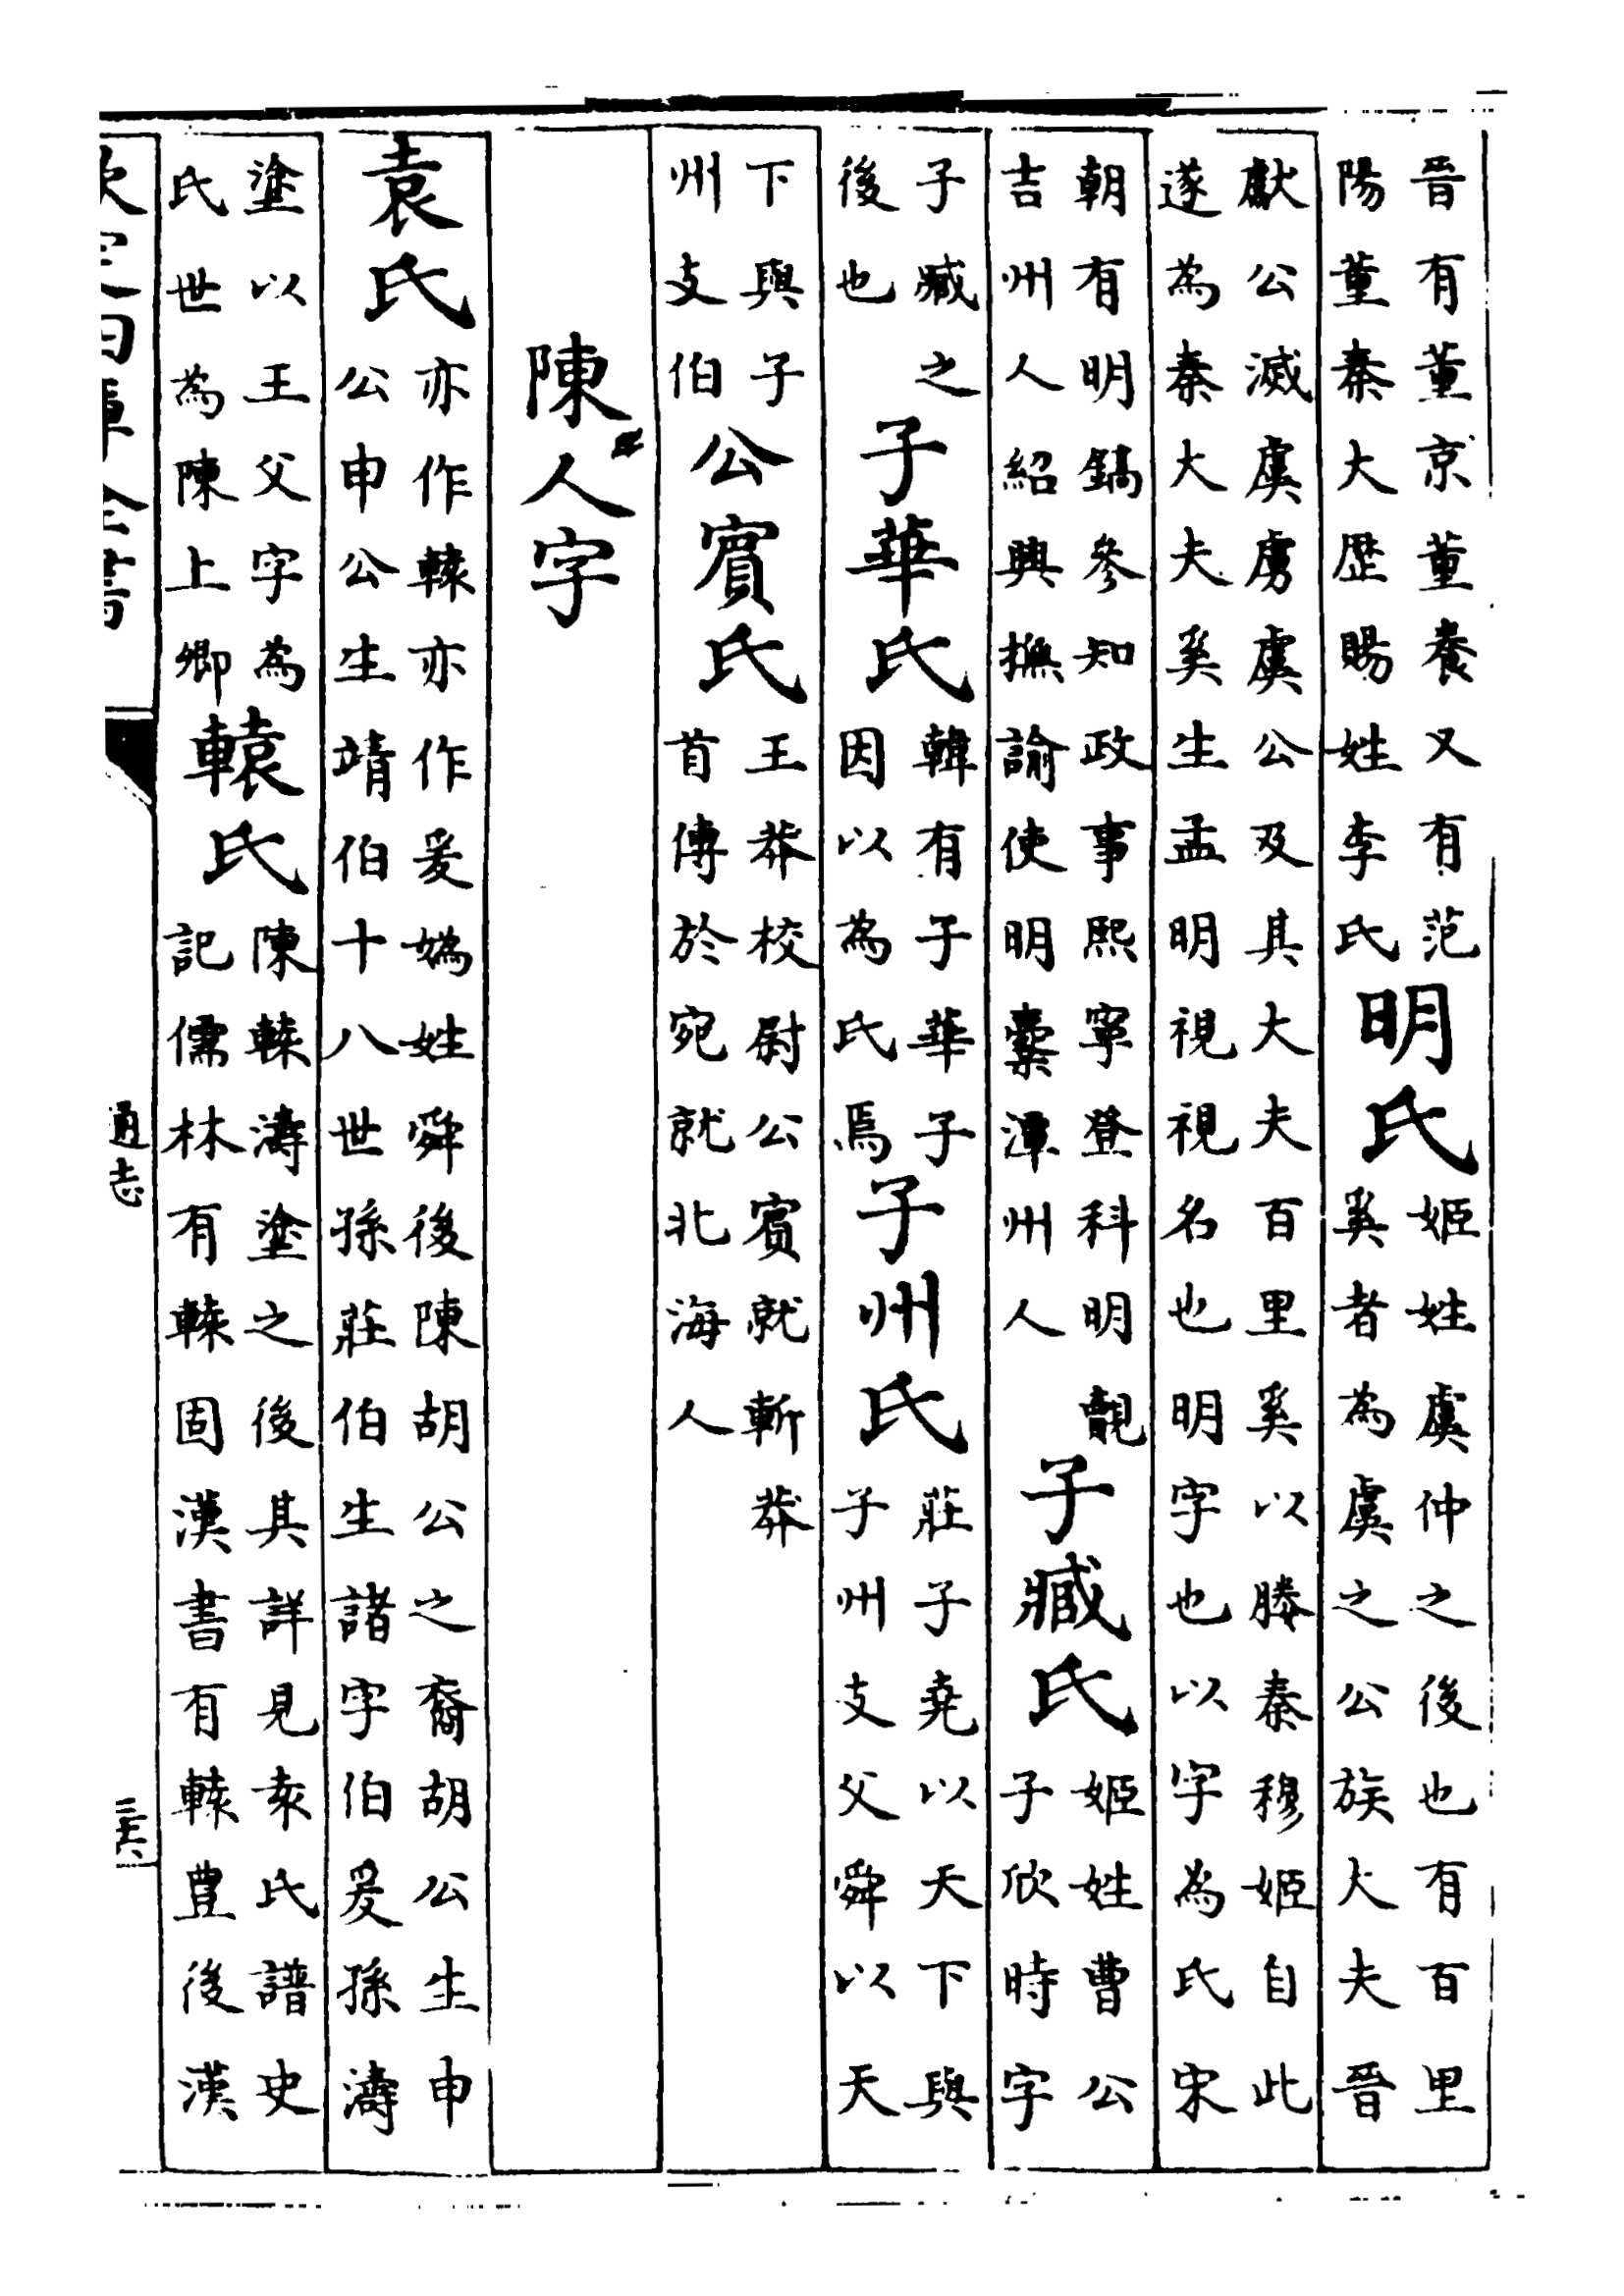 晉有董京董養又有范
陽董秦大歴賜姓李氏
明氏
姬姓虞仲之後也有百里
奚者為虞之公族大夫晉
獻公滅虞虜虞公及其大夫百里奚以媵秦穆姬自此
遂為秦大夫奚生孟明視視名也明字也以字為氏宋
朝有明鎬參知政事熙寧登科明覿
吉州人紹興撫諭使明橐潭州人
子臧氏
姬姓曹公
子欣時字
子臧之
後也
子華氏
韓有子華子
因以為氏焉
子州氏
莊子堯以天下與
子州支父舜以天
下與子
州支伯
公賓氏
王莽校尉公賓就斬莽
首傳於宛就北海人
陳人字
袁氏
亦作轅亦作爰媯姓舜後陳胡公之裔胡公生申
公申公生靖伯十八世孫莊伯生諸字伯爰孫濤
塗以王父字為
氏世為陳上卿
轅氏
陳轅濤塗之後其詳見袁氏譜史
記儒林有轅固漢書有轅豐後漢
通志